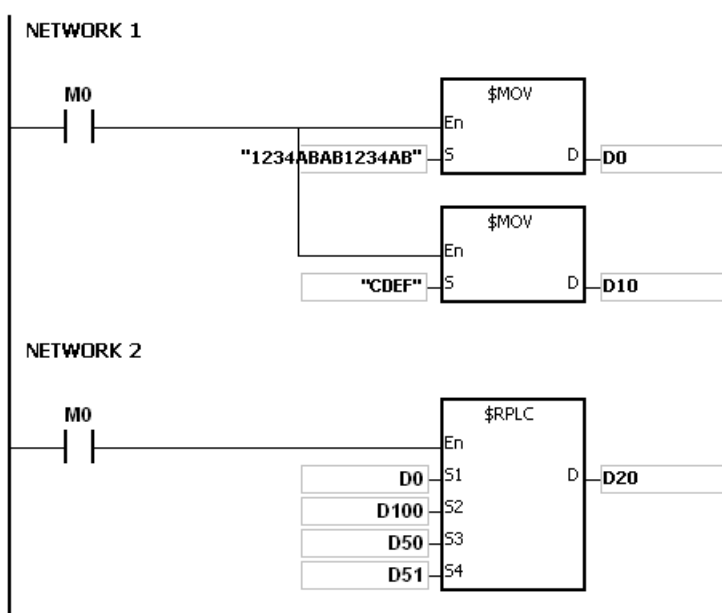 NETWORK 1
M0
$MOV
En
"1234ABAB1234AB" S D D0
$MOV
En
"CDEF" S D D10
NETWORK 2
M0
$RPLC
En
D0 S1 D D20
D100 S2
D50 S3
D51 S4